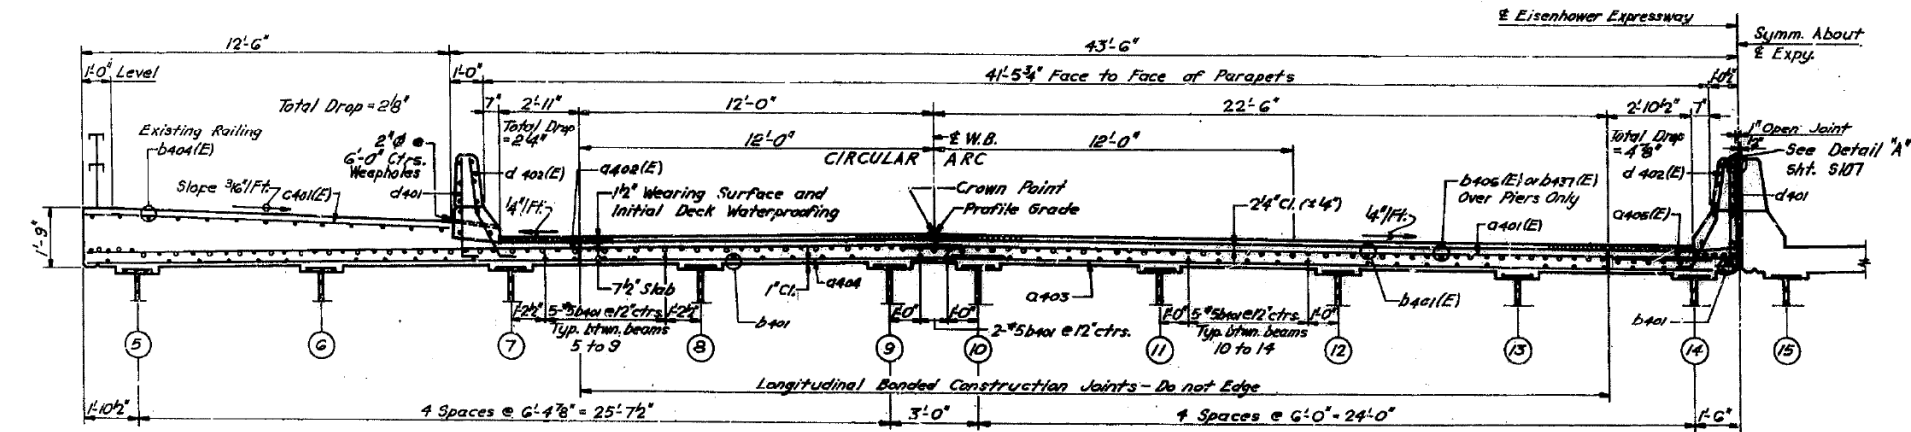 ℄ Eisenhower Expressway
Symm. About
℄ Expy.
12'-6"
43'-6"
1'-0" Level
1'-0"
41'-5¾" Face to Face of Parapets
1'-0½"
Total Drop = 2⅛"
7"
2'-11"
12'-0"
22'-6"
2'-10½"
7"
Existing Railing
b404(E)
2"φ @
6'-0" Ctrs.
Weepholes
d401
Total Drop
= 2¼"
12'-0"
℄ W.B.
12'-0"
CIRCULAR ARC
Total Drop
= 4⅞"
1" Open Joint
½"
See Detail "A"
Sht. S107
Slope 3/16"/Ft.
c401(E)
d402(E)
a402(E)
1½" Wearing Surface and
Initial Deck Waterproofing
¼"/Ft.
Crown Point
Profile Grade
2¼" Cl. (±¼")
¼"/Ft.
b406(E) or b437(E)
Over Piers Only
a401(E)
a405(E)
d402(E)
d401
1'-9"
7½" Slab
1" Cl.
a404
a403
b401(E)
b401
b401
1'-2½"
5-#5b401@12"ctrs.
1'-2½"
Typ. btwn. beams
5 to 9
1'-0"
1'-0"
2-#5b401 @ 12"ctrs.
1'-0"
5 #5b401@12"ctrs.
1'-0"
Typ. btwn. beams
10 to 14
5
6
7
8
9
10
11
12
13
14
15
Longitudinal Bonded Construction Joints - Do not Edge
1'-10½"
4 Spaces @ 6'-4⅞" = 25'-7½"
3'-0"
4 Spaces @ 6'-0" = 24'-0"
1'-6"